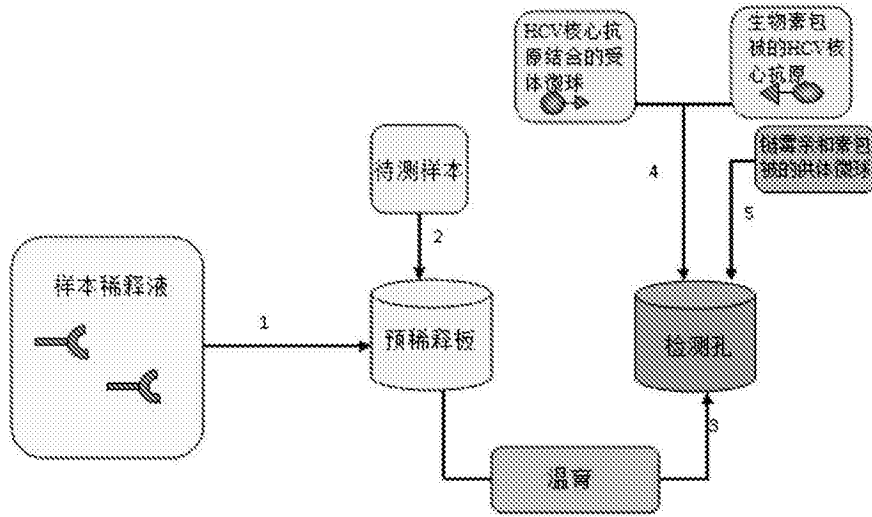 HCV核心抗
原结合的受
体微球
生物素包
被的HCV核
心抗原
链霉亲和素包
被的供体微球
待测样本
4
5
2
样本稀释液
1
预稀释板
检测孔
3
温育